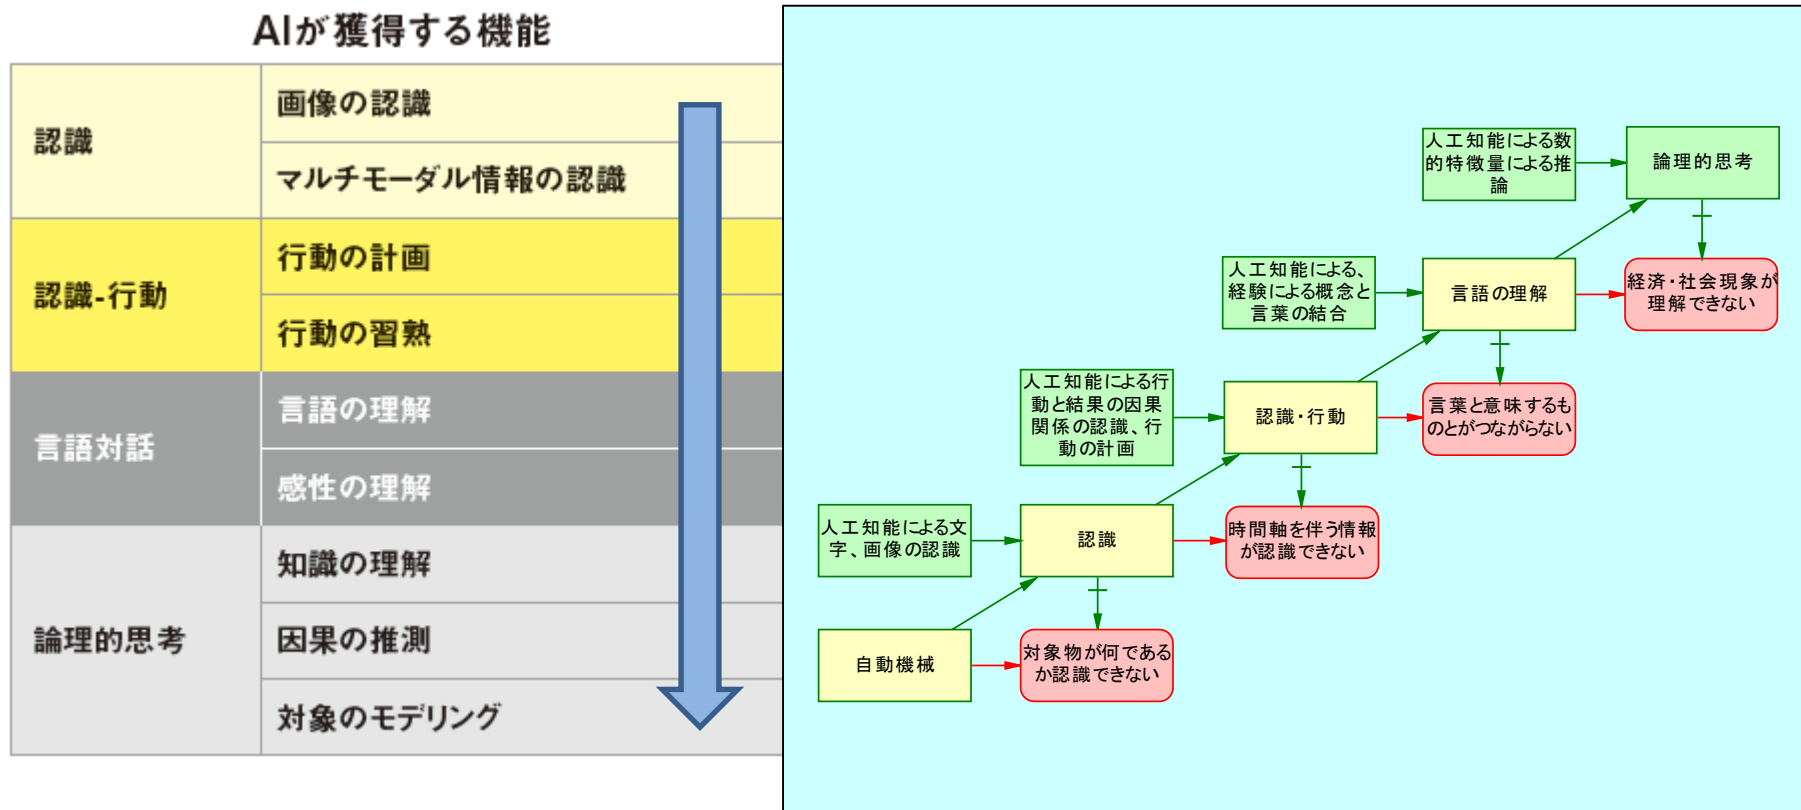 AIが獲得する機能
認識
画像の認識
マルチモーダル情報の認識
認識-行動
行動の計画
行動の習熟
言語対話
言語の理解
感性の理解
論理的思考
知識の理解
因果の推測
対象のモデリング
人工知能による数
的特徴量による推
論
論理的思考
人工知能による、
経験による概念と
言葉の結合
言語の理解
経済・社会現象が
理解できない
人工知能による行
動と結果の因果
関係の認識、行
動の計画
認識・行動
言葉と意味するも
のとがつながらない
人工知能による文
字、画像の認識
認識
時間軸を伴う情報
が認識できない
自動機械
対象物が何である
か認識できない